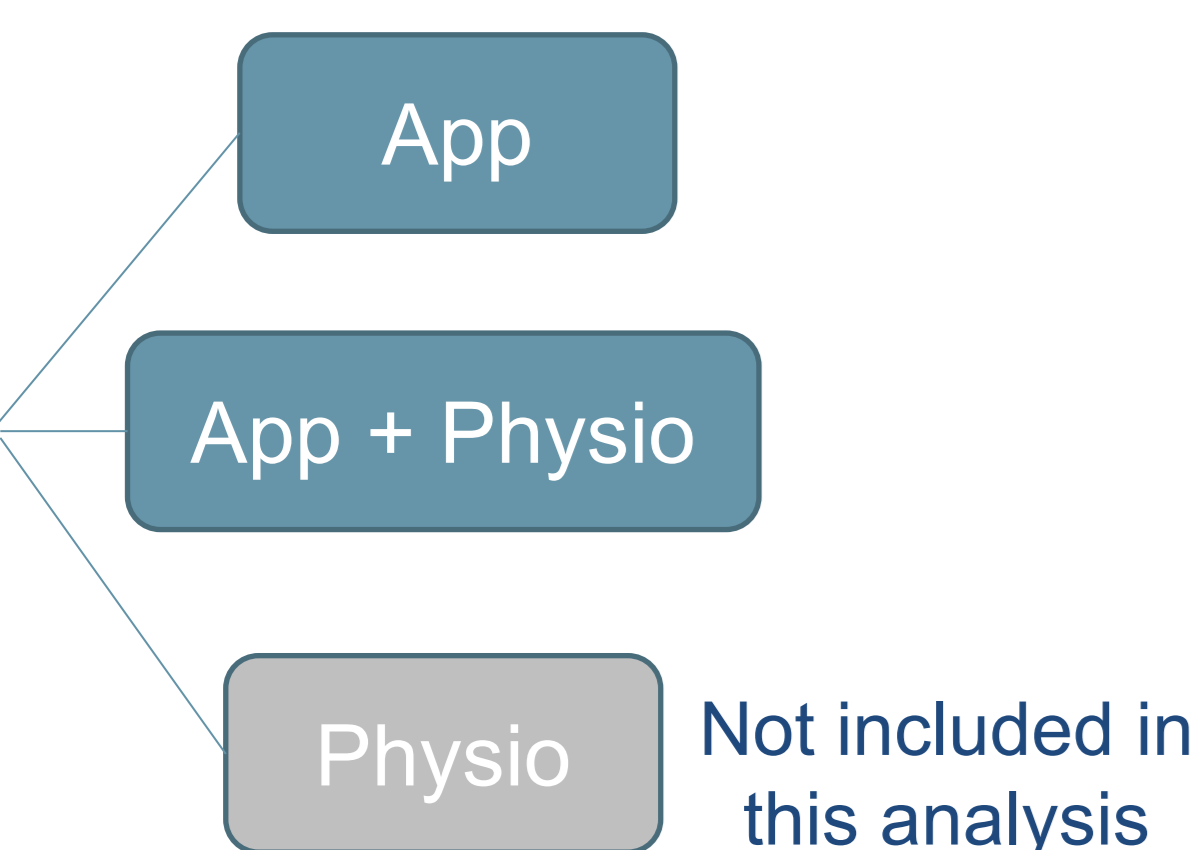 App
App + Physio
Physio
Not included in
this analysis